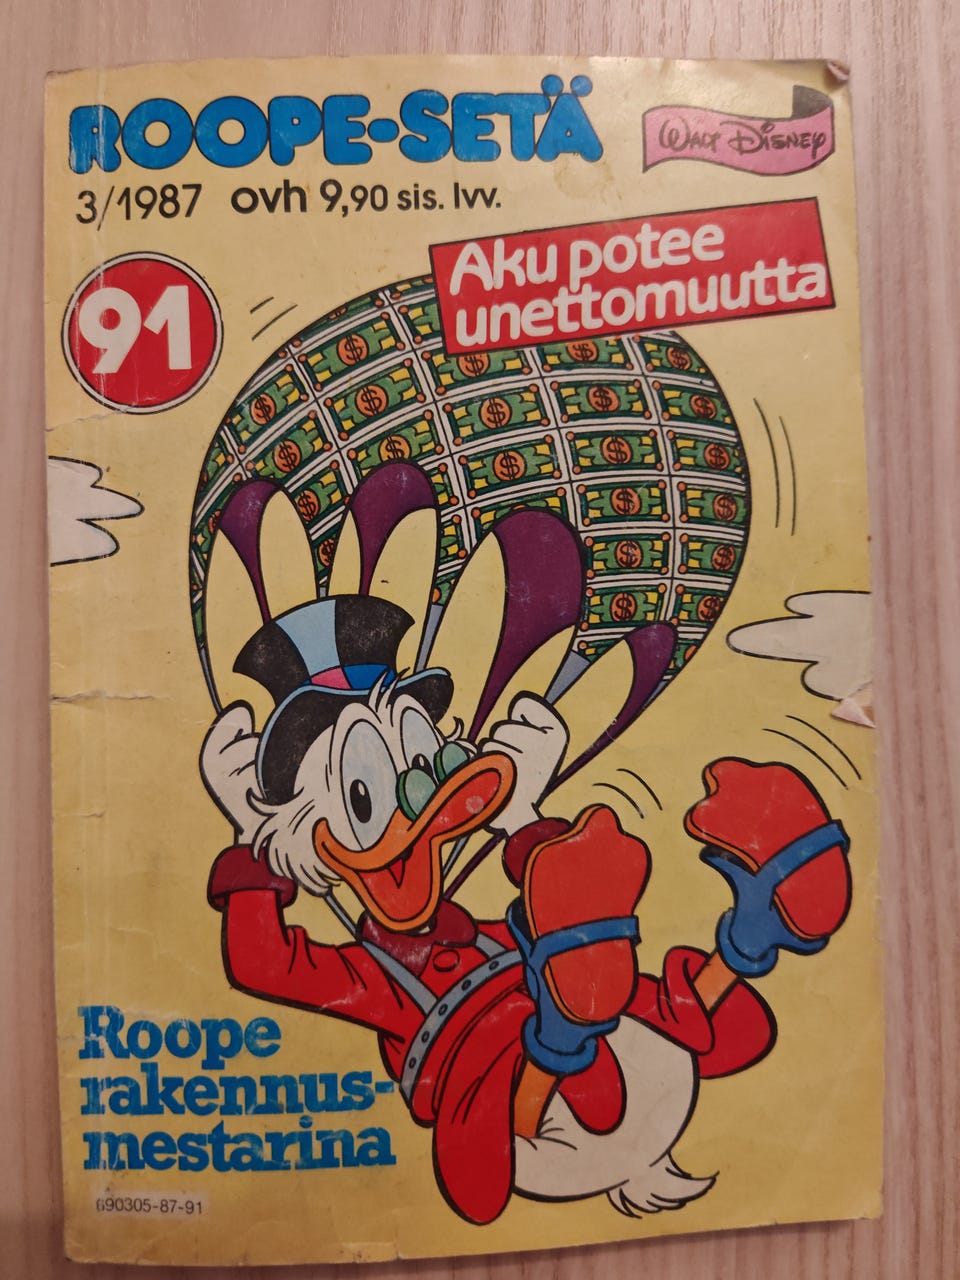 ROOPE-SETÄ
WALT DISNEY
3/1987 ovh 9,90 sis. lvv.
91
Aku potee
unettomuutta
Roope
rakennus-
mestarina
690305-87-91